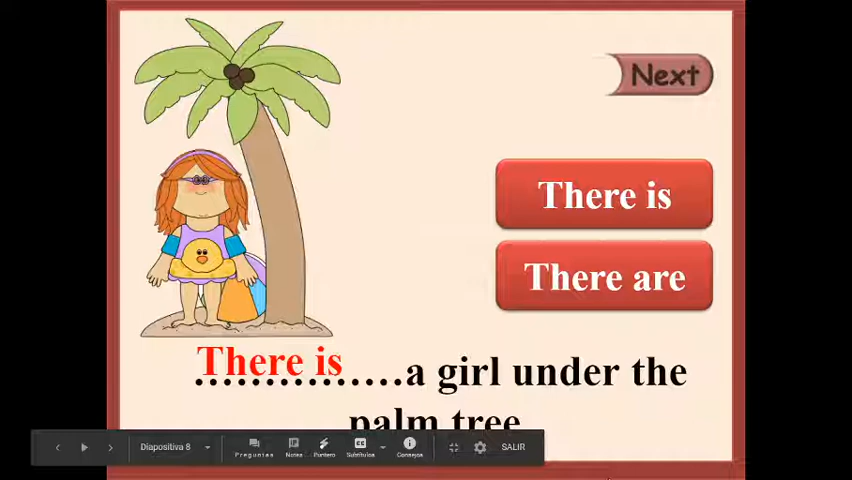 Next
There is
There are
There is
...............a girl under the
palm tree
Diapositiva 8
Preguntas
Notas
Puntero
Subtítulos
Consejos
SALIR